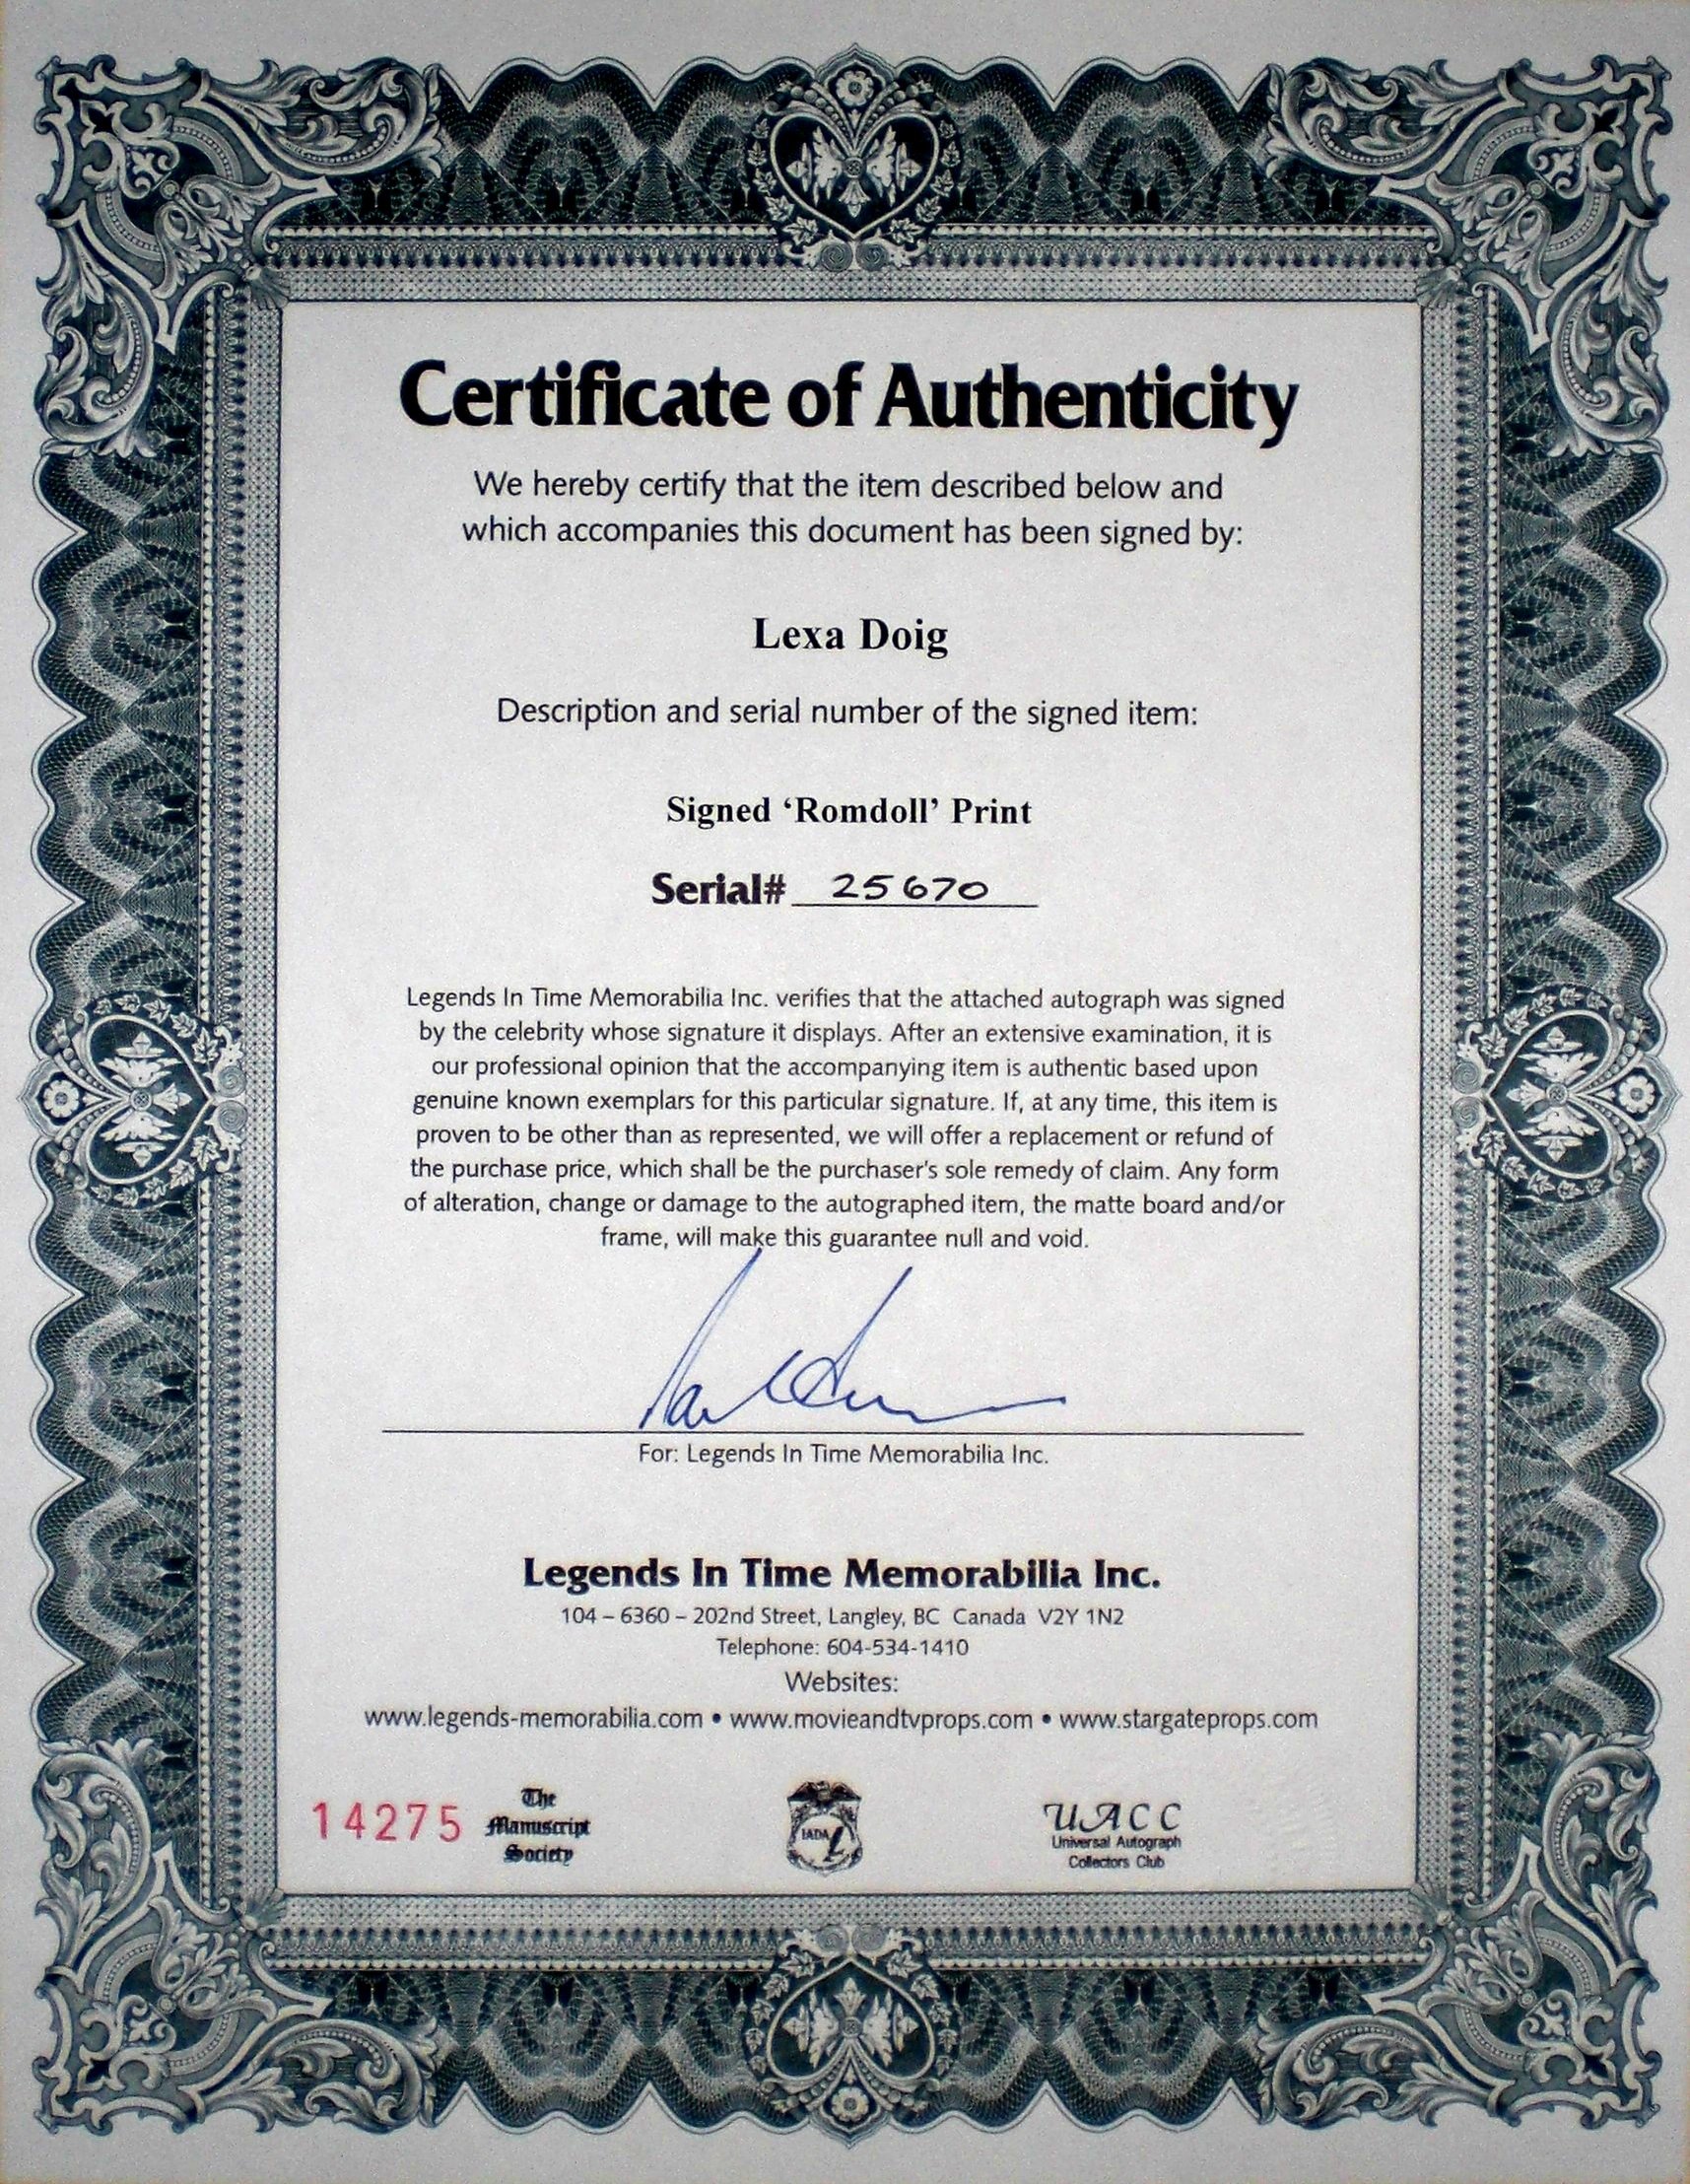 Certificate of Authenticity
We hereby certify that the item described below and
which accompanies this document has been signed by:
Lexa Doig
Description and serial number of the signed item:
Signed ‘Romdoll’ Print
Serial# 25670
Legends In Time Memorabilia Inc. verifies that the attached autograph was signed
by the celebrity whose signature it displays. After an extensive examination, it is
our professional opinion that the accompanying item is authentic based upon
genuine known exemplars for this particular signature. If, at any time, this item is
proven to be other than as represented, we will offer a replacement or refund of
the purchase price, which shall be the purchaser's sole remedy of claim. Any form
of alteration, change or damage to the autographed item, the matte board and/or
frame, will make this guarantee null and void.
For: Legends In Time Memorabilia Inc.
Legends In Time Memorabilia Inc.
104 – 6360 – 202nd Street, Langley, BC Canada V2Y 1N2
Telephone: 604-534-1410
Websites:
www.legends-memorabilia.com • www.movieandtvprops.com • www.stargateprops.com
14275
The
Manuscript
Society
IADA
UACC
Universal Autograph
Collectors Club